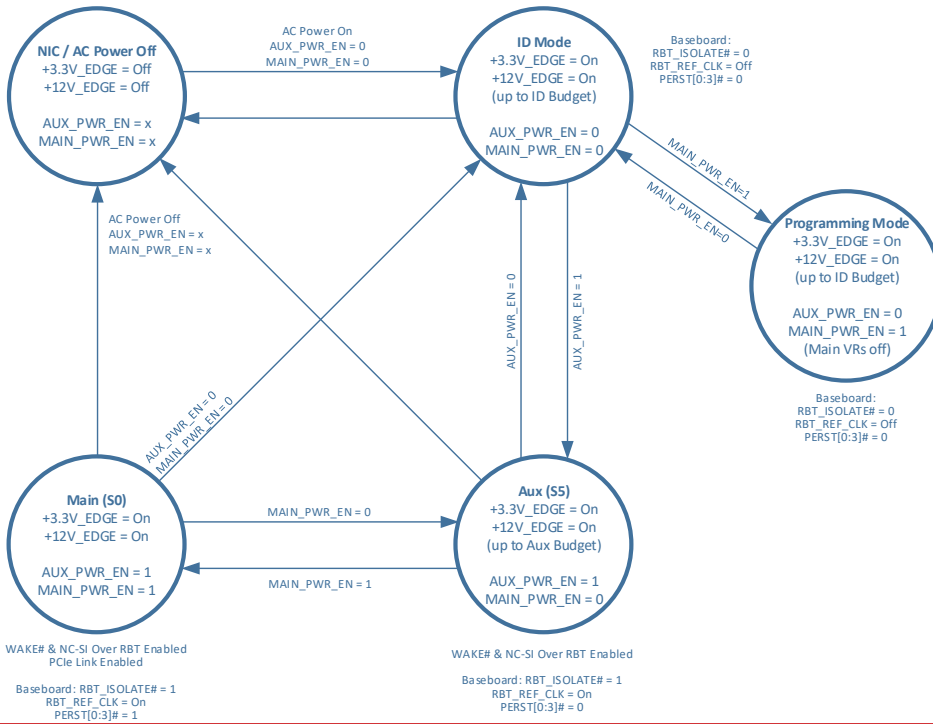 NIC / AC Power Off
+3.3V_EDGE = Off
+12V_EDGE = Off
AUX_PWR_EN = x
MAIN_PWR_EN = x
AC Power On
AUX_PWR_EN = 0
MAIN_PWR_EN = 0
ID Mode
+3.3V_EDGE = On
+12V_EDGE = On
(up to ID Budget)
AUX_PWR_EN = 0
MAIN_PWR_EN = 0
Baseboard:
RBT_ISOLATE# = 0
RBT_REF_CLK = Off
PERST[0:3]# = 0
MAIN_PWR_EN=1
MAIN_PWR_EN=0
Programming Mode
+3.3V_EDGE = On
+12V_EDGE = On
(up to ID Budget)
AUX_PWR_EN = 0
MAIN_PWR_EN = 1
(Main VRs off)
Baseboard:
RBT_ISOLATE# = 0
RBT_REF_CLK = Off
PERST[0:3]# = 0
AC Power Off
AUX_PWR_EN = x
MAIN_PWR_EN = x
AUX_PWR_EN = 0
MAIN_PWR_EN = 0
AUX_PWR_EN = 0
AUX_PWR_EN = 1
Main (S0)
+3.3V_EDGE = On
+12V_EDGE = On
AUX_PWR_EN = 1
MAIN_PWR_EN = 1
MAIN_PWR_EN = 0
MAIN_PWR_EN = 1
Aux (S5)
+3.3V_EDGE = On
+12V_EDGE = On
(up to Aux Budget)
AUX_PWR_EN = 1
MAIN_PWR_EN = 0
WAKE# & NC-SI Over RBT Enabled
PCIe Link Enabled
Baseboard: RBT_ISOLATE# = 1
RBT_REF_CLK = On
PERST[0:3]# = 1
WAKE# & NC-SI Over RBT Enabled
Baseboard: RBT_ISOLATE# = 1
RBT_REF_CLK = On
PERST[0:3]# = 0